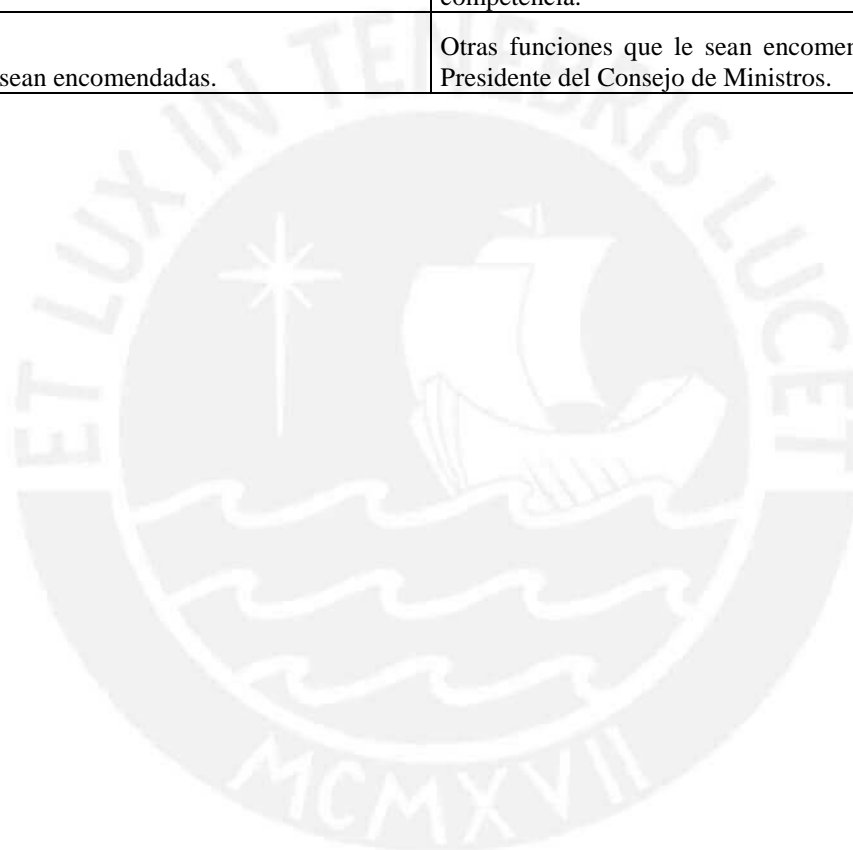 competencia.
sean encomendadas.
Otras funciones que le sean
Presidente del Consejo de Ministros.
ET LUX IN TENEBRIS LUCET
MCMXVII